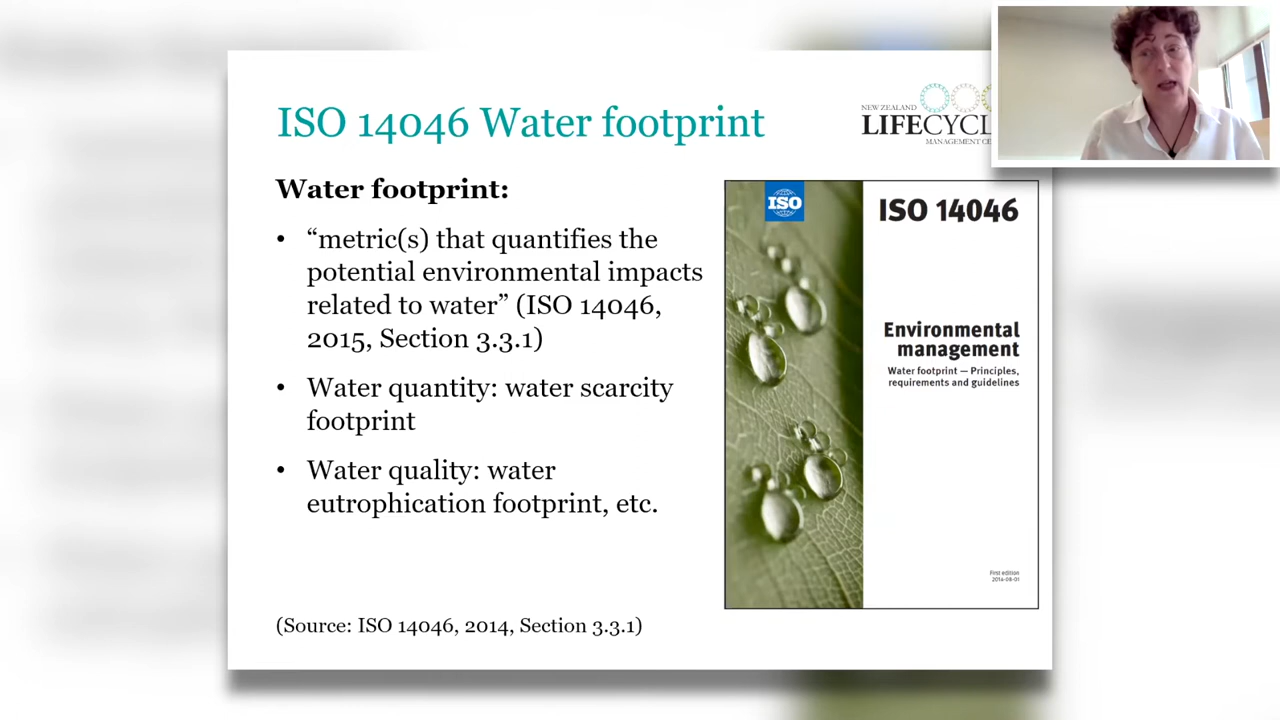 ISO 14046 Water footprint
NEW ZEALAND
LIFECYCL
MANAGEMENT CE
Water footprint:
• “metric(s) that quantifies the
potential environmental impacts
related to water” (ISO 14046,
2015, Section 3.3.1)
• Water quantity: water scarcity
footprint
• Water quality: water
eutrophication footprint, etc.
(Source: ISO 14046, 2014, Section 3.3.1)
ISO
ISO 14046
Environmental
management
Water footprint — Principles,
requirements and guidelines
First edition
2014-08-01